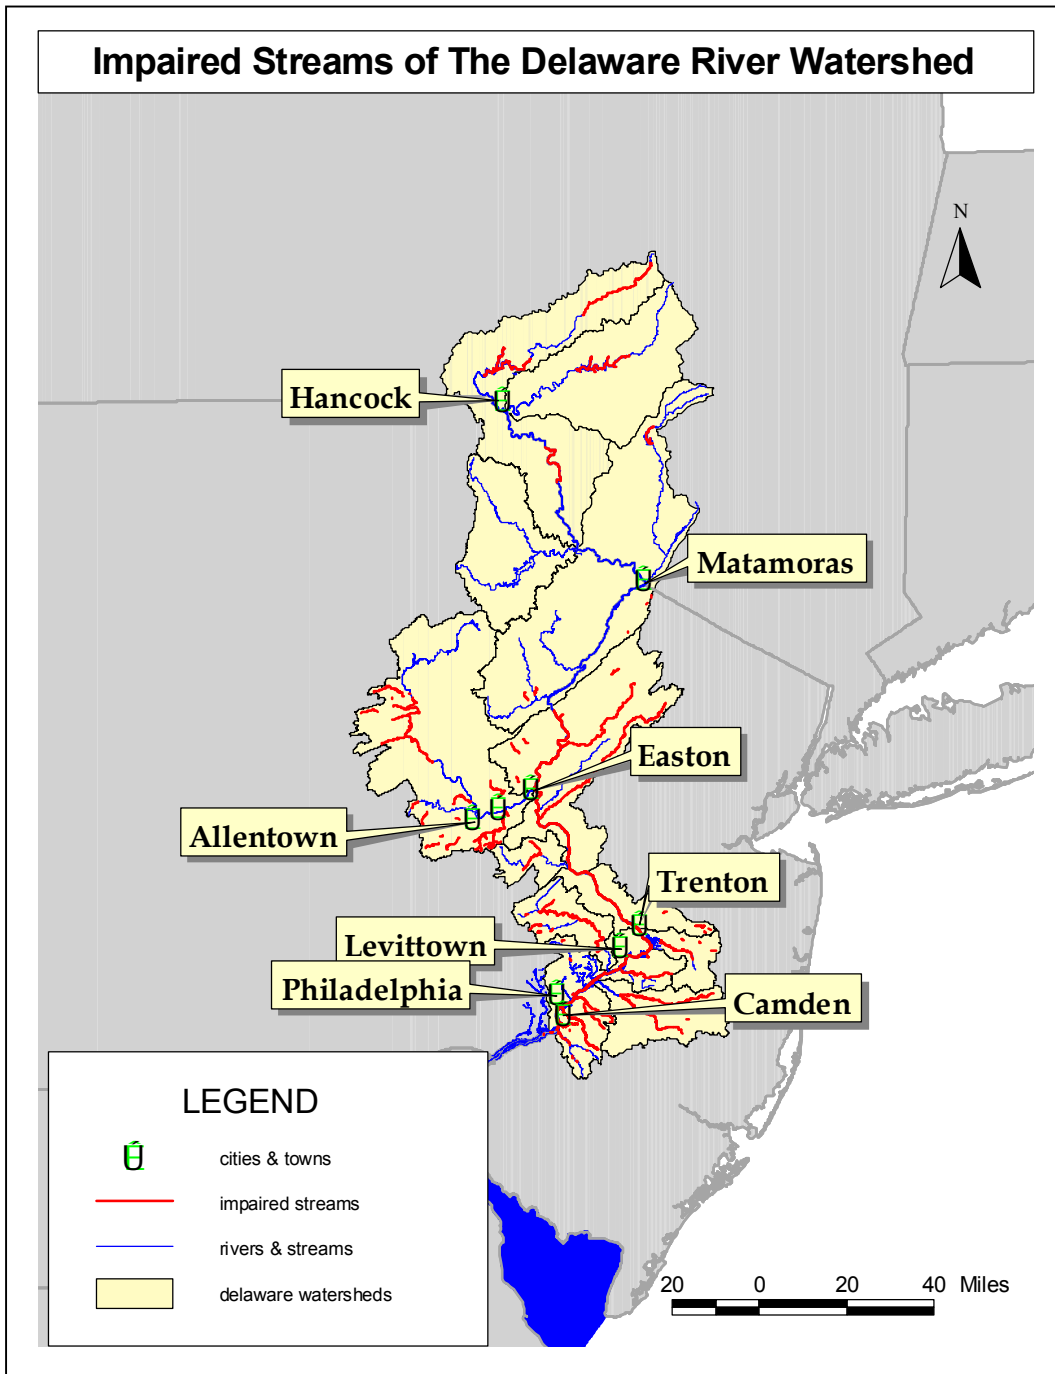 Impaired Streams of The Delaware River Watershed
N
Hancock
Matamoras
Easton
Allentown
Trenton
Levittown
Philadelphia
Camden
LEGEND
cities & towns
impaired streams
rivers & streams
delaware watersheds
20 0 20 40 Miles